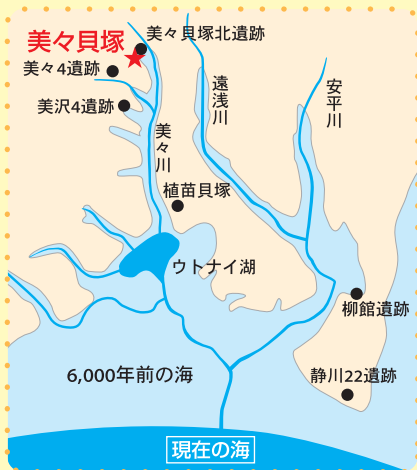 美々貝塚
美々貝塚北遺跡
美々4遺跡
美沢4遺跡
美々川
遠浅川
安平川
植苗貝塚
ウトナイ湖
柳館遺跡
6,000年前の海
静川22遺跡
現在の海